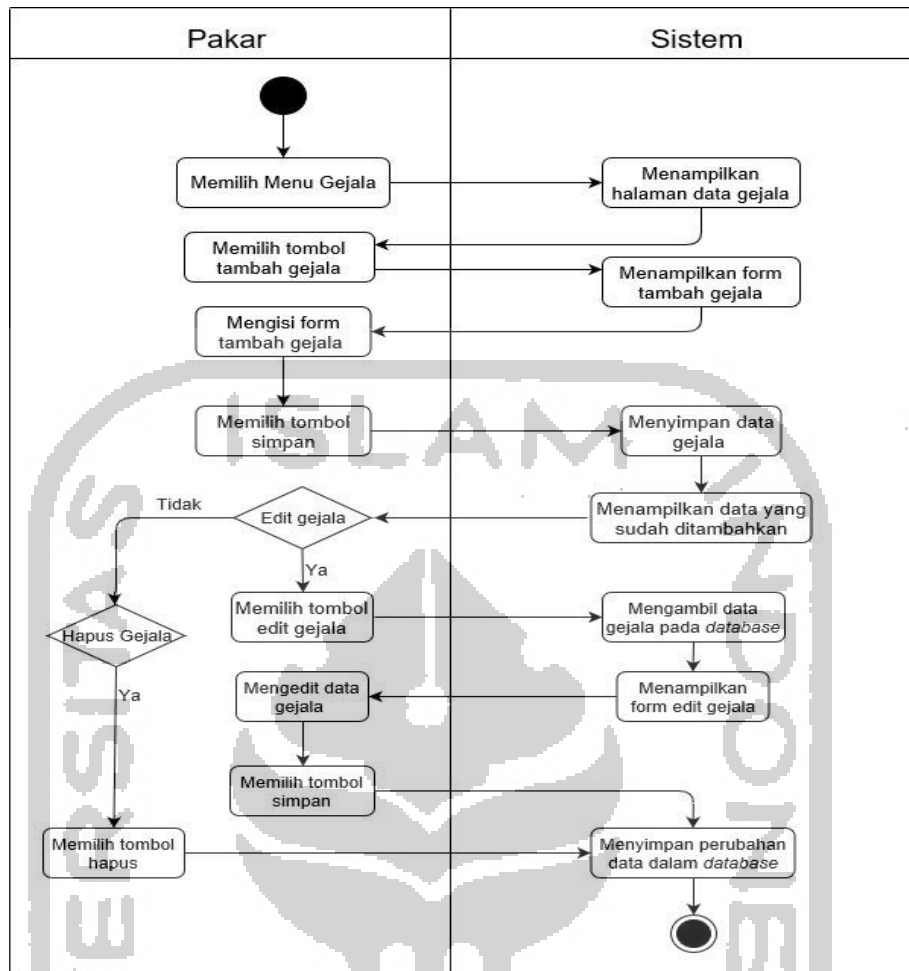 Pakar
Sistem
Memilih Menu Gejala
Menampilkan
halaman data gejala
Memilih tombol
tambah gejala
Menampilkan form
tambah gejala
Mengisi form
tambah gejala
Memilih tombol
simpan
Menyimpan data
gejala
Menampilkan data yang
sudah ditambahkan
Edit gejala
Tidak
Ya
Hapus Gejala
Ya
Memilih tombol
edit gejala
Mengambil data
gejala pada database
Menampilkan
form edit gejala
Mengedit data
gejala
Memilih tombol
simpan
Memilih tombol
hapus
Menyimpan perubahan
data dalam database
ISLAM